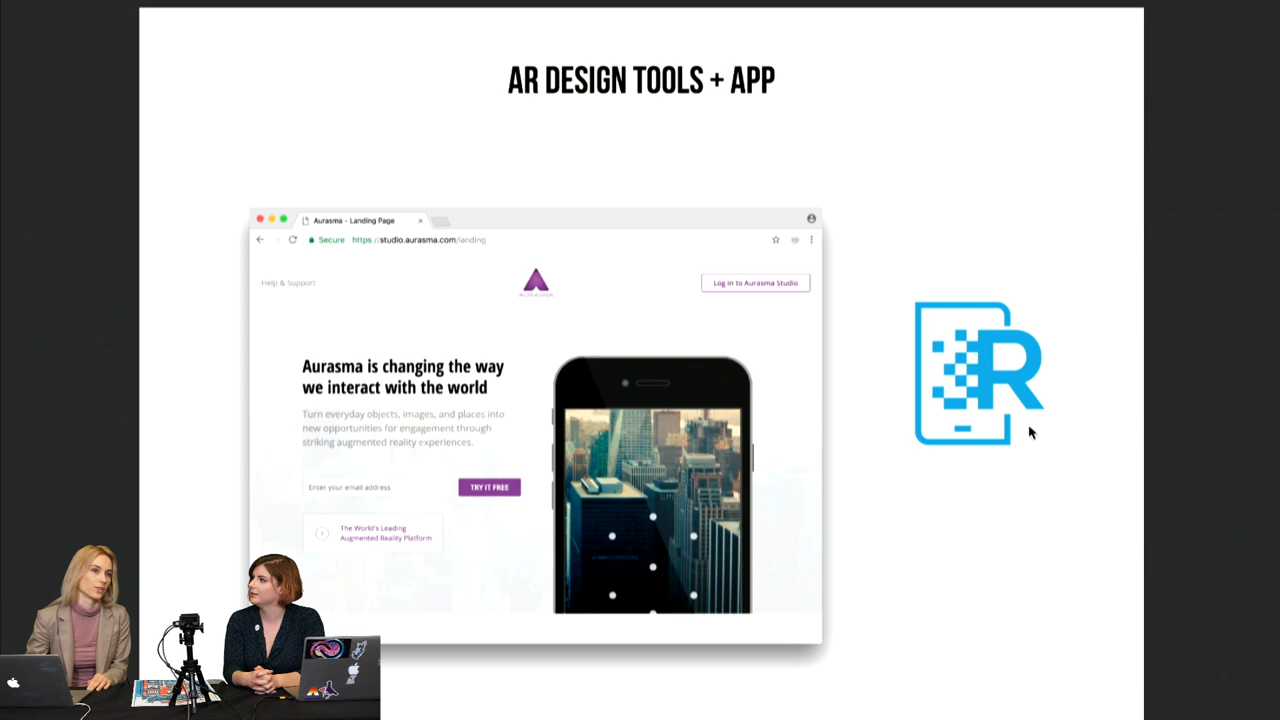 AR DESIGN TOOLS + APP
Aurasma - Landing Page
Secure https://studio.aurasma.com/landing
Help & Support
AURASMA
Log in to Aurasma Studio
Aurasma is changing the way
we interact with the world
Turn everyday objects, images, and places into
new opportunities for engagement through
striking augmented reality experiences.
Enter your email address
TRY IT FREE
The World's Leading
Augmented Reality Platform
R